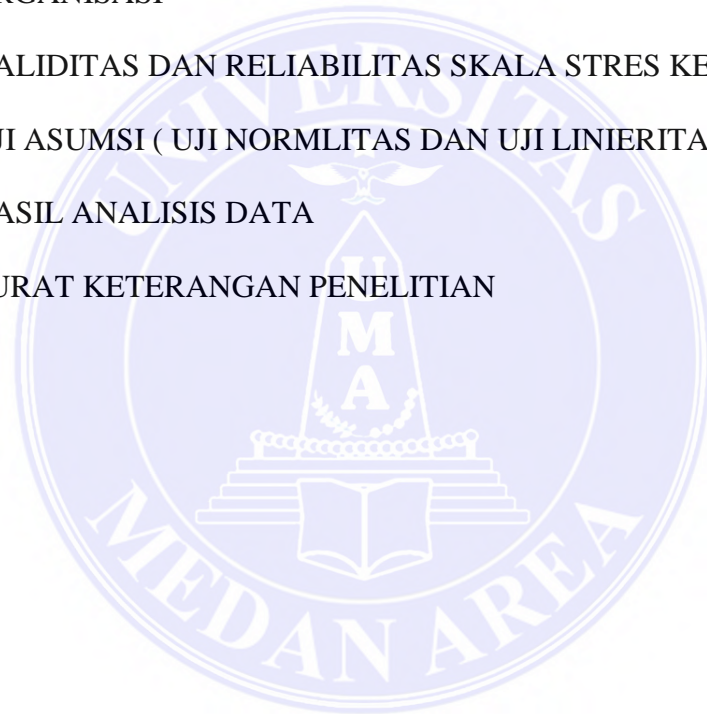 RGANISASI
ALIDITAS DAN RELIABILITAS SKALA STRES KE
JI ASUMSI ( UJI NORMLITAS DAN UJI LINIERITA
ASIL ANALISIS DATA
URAT KETERANGAN PENELITIAN
UNIVERSITAS
U
M
A
MEDAN AREA